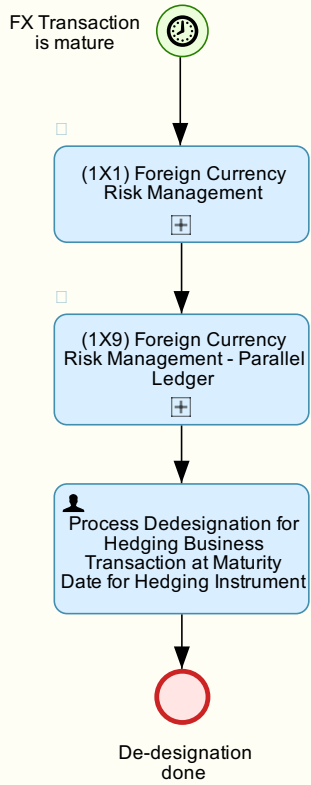 FX Transaction
is mature
(1X1) Foreign Currency
Risk Management
(1X9) Foreign Currency
Risk Management - Parallel
Ledger
Process Dedesignation for
Hedging Business
Transaction at Maturity
Date for Hedging Instrument
De-designation
done